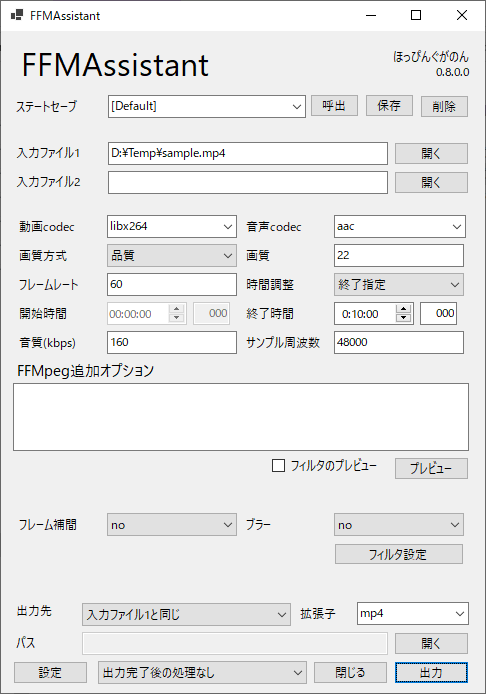 FFMAssistant
FFMAssistant
ほっぴんぐがのん
0.8.0.0
ステートセーブ [Default] 呼出 保存 削除
入力ファイル1 D:¥Temp¥sample.mp4 開く
入力ファイル2 開く
動画codec libx264 音声codec aac
画質方式 品質 画質 22
フレームレート 60 時間調整 終了指定
開始時間 00:00:00 000 終了時間 0:10:00 000
音質(kbps) 160 サンプル周波数 48000
FFMpeg追加オプション
フィルタのプレビュー プレビュー
フレーム補間 no ブラー no
フィルタ設定
出力先 入力ファイル1と同じ 拡張子 mp4
パス 開く
設定 出力完了後の処理なし 閉じる 出力